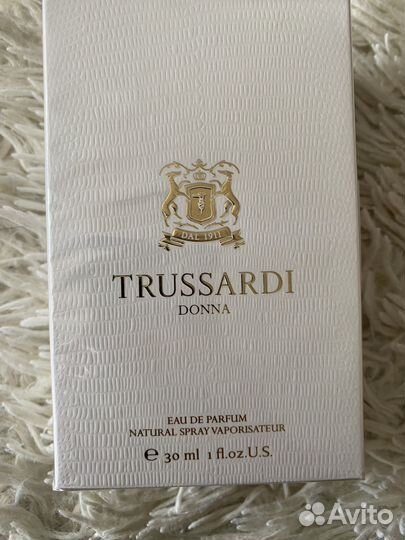 DAL 1911
TRUSSARDI
DONNA
EAU DE PARFUM
NATURAL SPRAY VAPORISATEUR
e 30 ml 1 fl.oz.U.S.
Avito